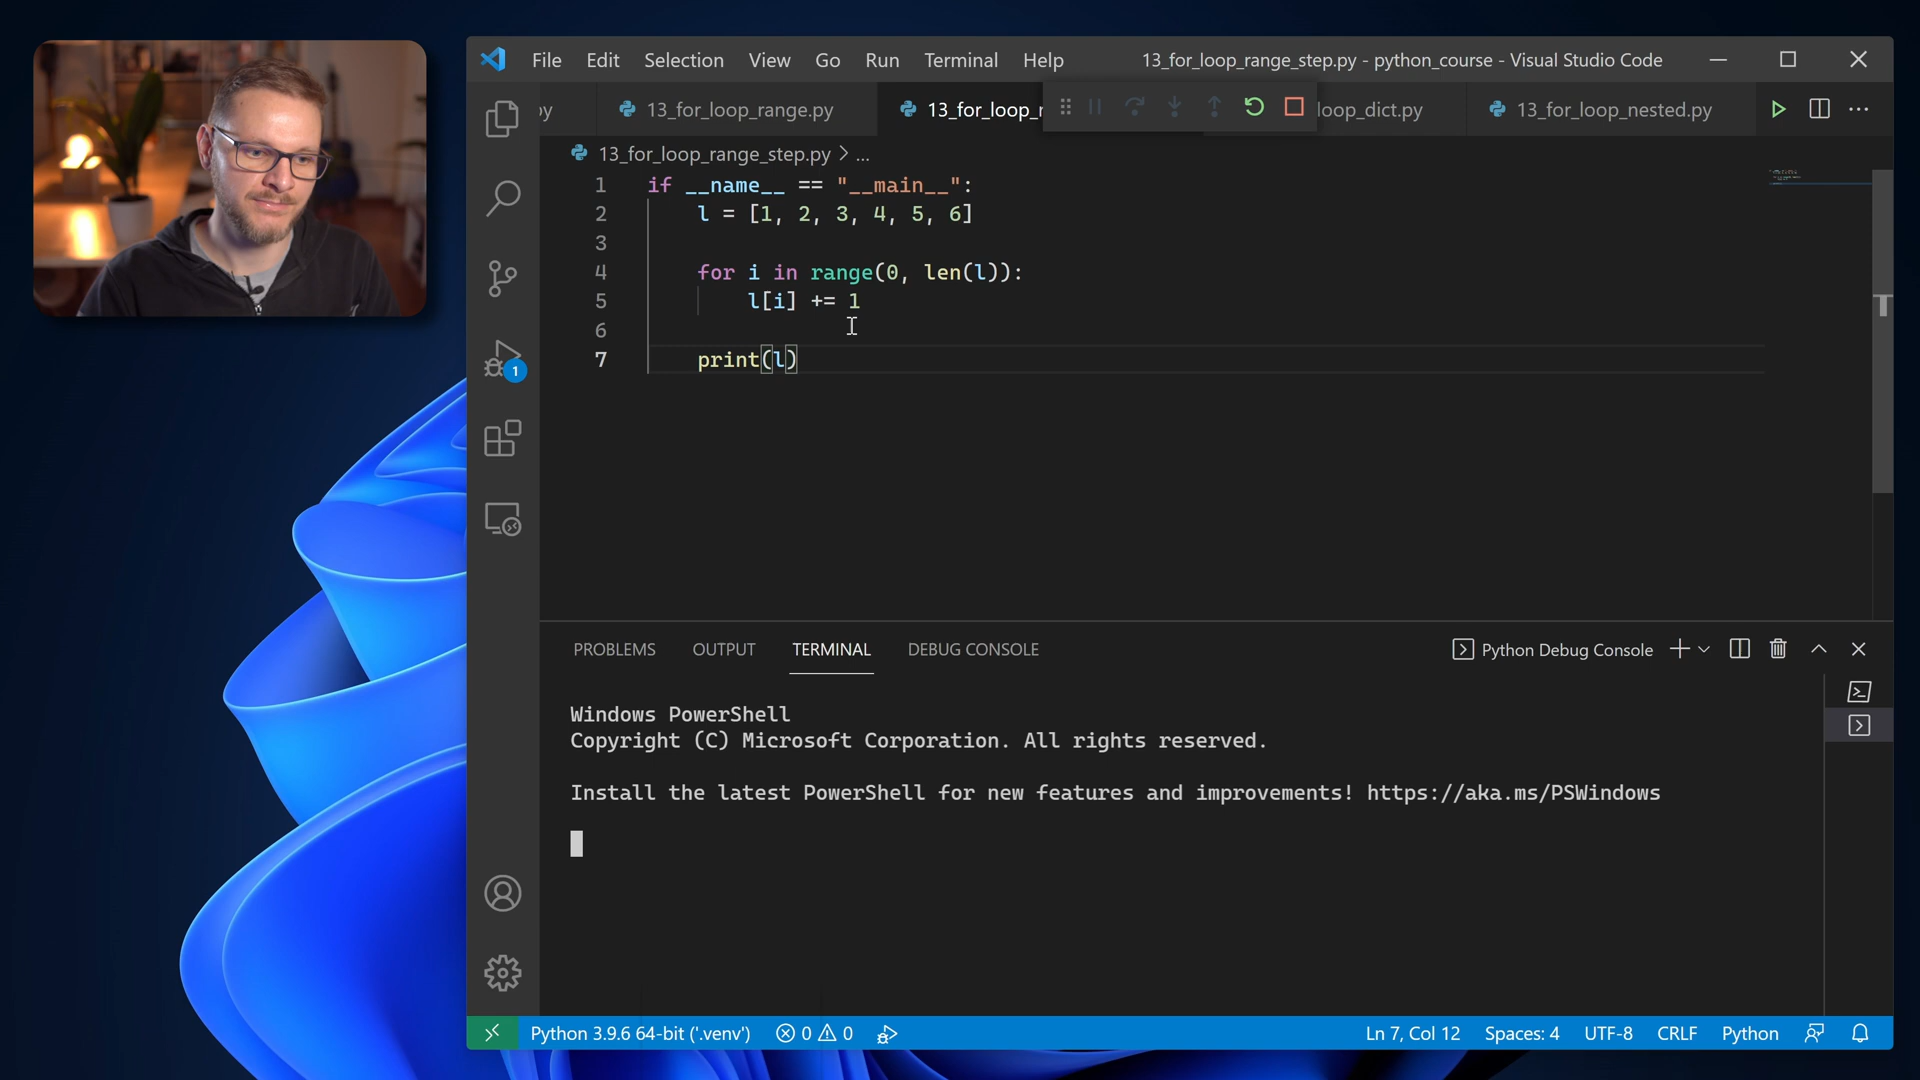 File Edit Selection View Go Run Terminal Help 13_for_loop_range_step.py - python_course - Visual Studio Code
py 13_for_loop_range.py 13_for_loop_r loop_dict.py 13_for_loop_nested.py
13_for_loop_range_step.py > ...
1 if __name__ == "__main__":
2 l = [1, 2, 3, 4, 5, 6]
3
4 for i in range(0, len(l)):
5 l[i] += 1
6
7 print(l)
1
PROBLEMS OUTPUT TERMINAL DEBUG CONSOLE Python Debug Console
Windows PowerShell
Copyright (C) Microsoft Corporation. All rights reserved.
Install the latest PowerShell for new features and improvements! https://aka.ms/PSWindows
Python 3.9.6 64-bit ('.venv') 0 0 Ln 7, Col 12 Spaces: 4 UTF-8 CRLF Python